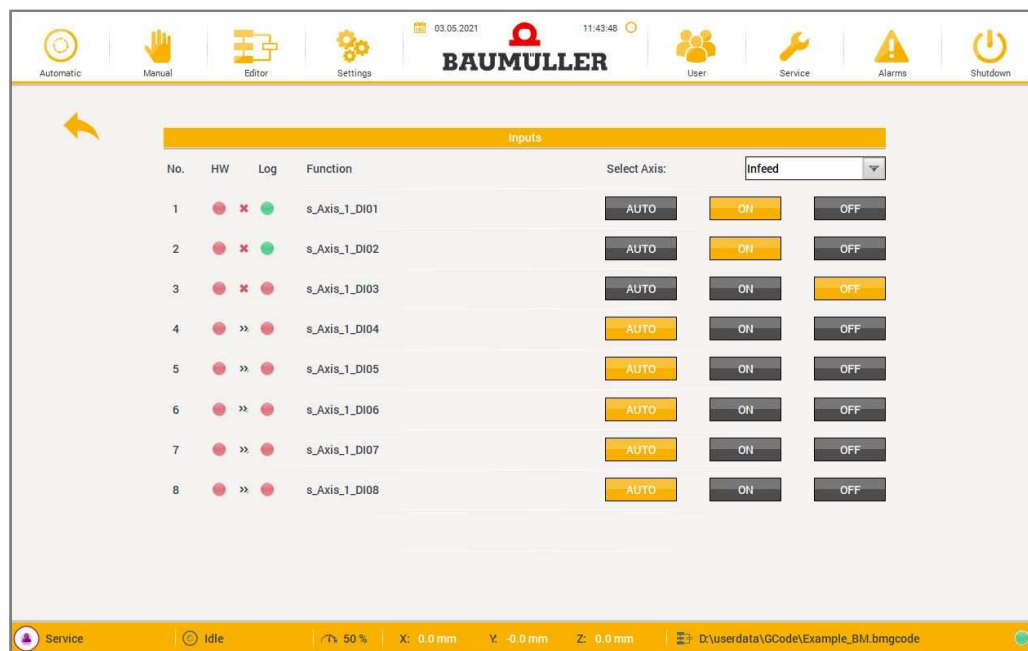 03.05.2021 11:43:48
BAUMÜLLER
Automatic Manual Editor Settings User Service Alarms Shutdown
Inputs
No. HW Log Function Select Axis: Infeed
1 s_Axis_1_DI01 AUTO ON OFF
2 s_Axis_1_DI02 AUTO ON OFF
3 s_Axis_1_DI03 AUTO ON OFF
4 s_Axis_1_DI04 AUTO ON OFF
5 s_Axis_1_DI05 AUTO ON OFF
6 s_Axis_1_DI06 AUTO ON OFF
7 s_Axis_1_DI07 AUTO ON OFF
8 s_Axis_1_DI08 AUTO ON OFF
Service Idle 50 % X: 0.0 mm Y: -0.0 mm Z: 0.0 mm D:\userdata\GCode\Example_BM.bmgcode